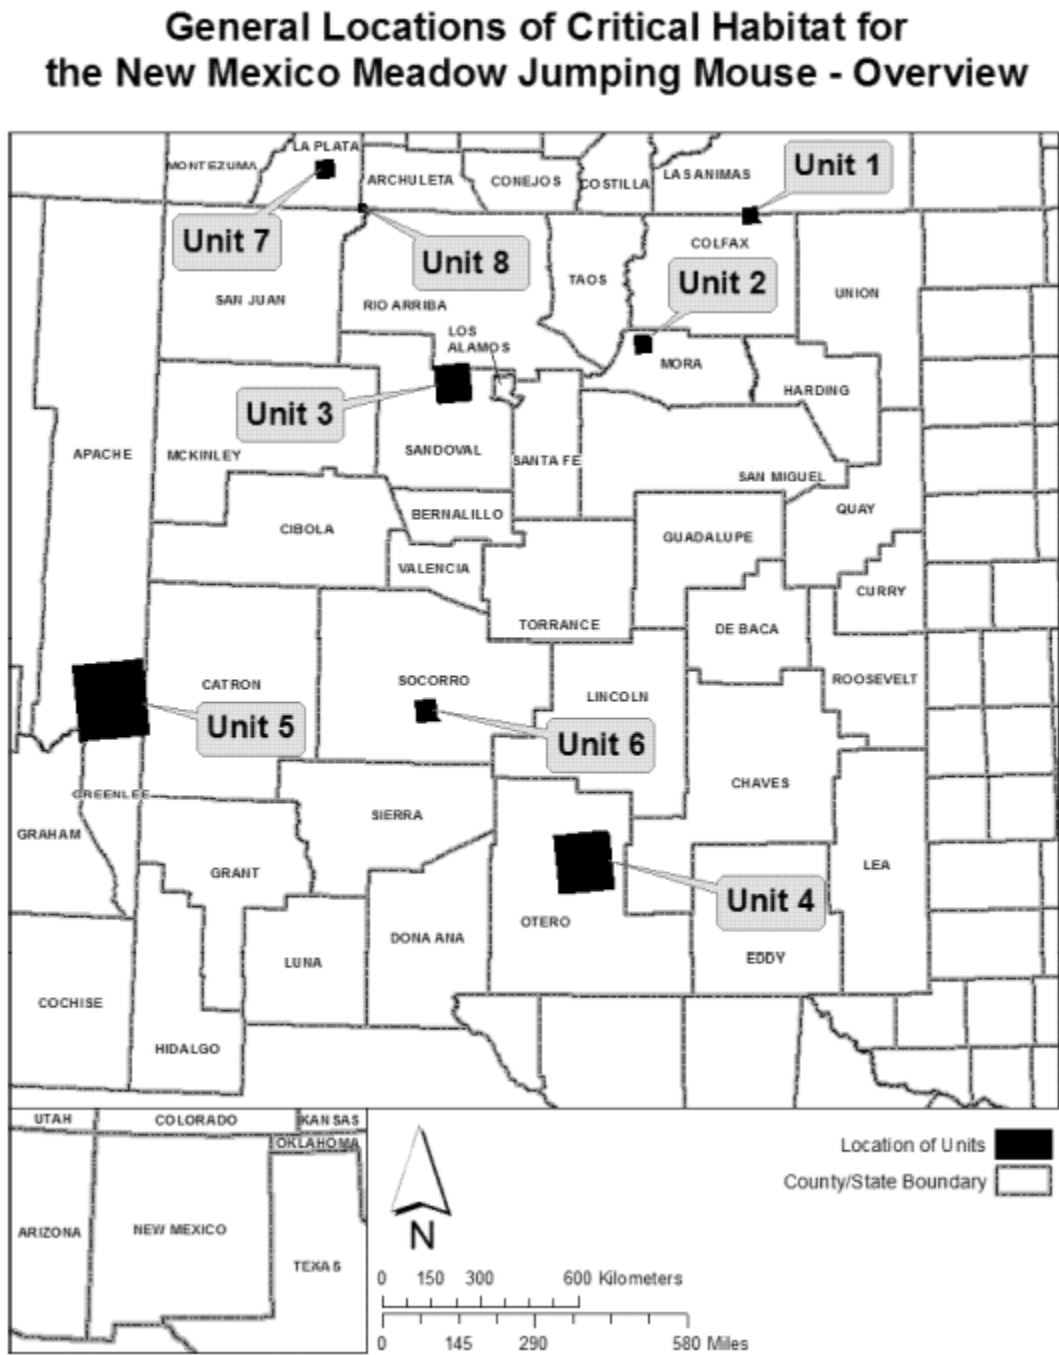 General Locations of Critical Habitat for
the New Mexico Meadow Jumping Mouse - Overview
LA PLATA
MONTEZUMA
ARCHULETA
CONEJOS
COSTILLA
LAS ANIMAS
Unit 1
Unit 7
Unit 8
COLFAX
TAOS
Unit 2
SAN JUAN
RIO ARRIBA
UNION
LOS
ALAMOS
MORA
HARDING
Unit 3
APACHE
MCKINLEY
SANDOVAL
SANTA FE
SAN MIGUEL
QUAY
BERNALILLO
CIBOLA
GUADALUPE
VALENCIA
CURRY
TORRANCE
DE BACA
CATRON
SOCORRO
LINCOLN
ROOSEVELT
Unit 5
Unit 6
CHAVES
GREENLEE
GRAHAM
SIERRA
GRANT
LEA
Unit 4
OTERO
DONA ANA
EDDY
LUNA
COCHISE
HIDALGO
UTAH
COLORADO
KANSAS
OKLAHOMA
ARIZONA
NEW MEXICO
TEXAS
N
Location of Units
County/State Boundary
0 150 300 600 Kilometers
0 145 290 580 Miles